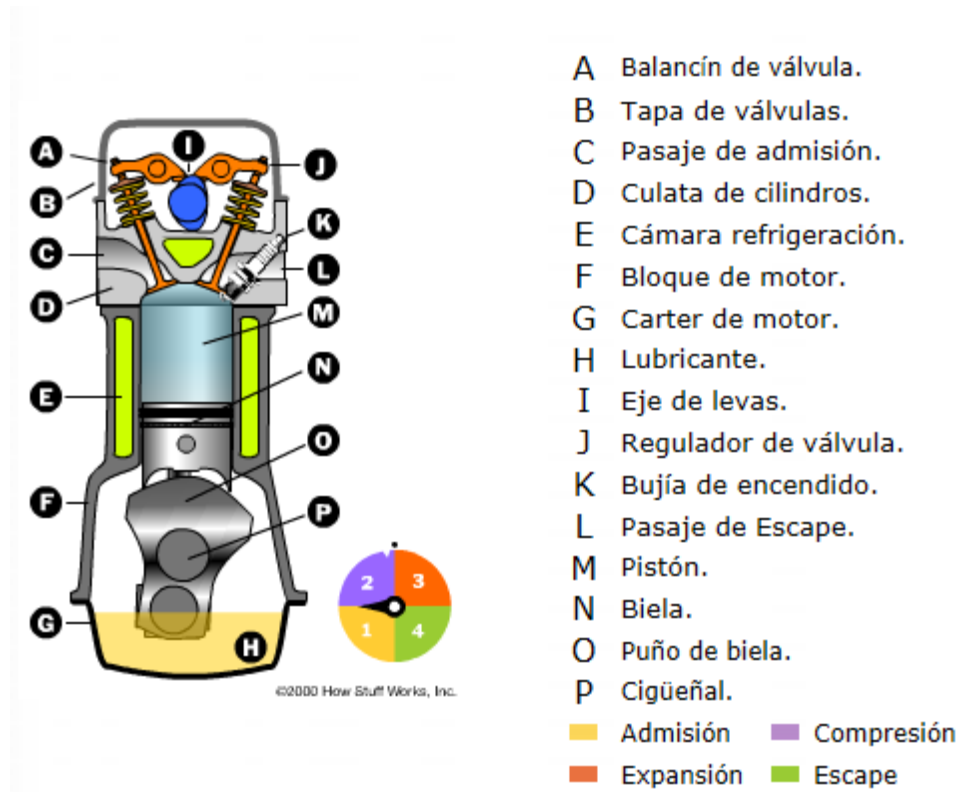 A Balancín de válvula.
B Tapa de válvulas.
C Pasaje de admisión.
D Culata de cilindros.
E Cámara refrigeración.
F Bloque de motor.
G Carter de motor.
H Lubricante.
I Eje de levas.
J Regulador de válvula.
K Bujía de encendido.
L Pasaje de Escape.
M Pistón.
N Biela.
O Puño de biela.
P Cigüeñal.
Admisión Compresión
Expansión Escape
I
A J
B K
C L
D M
E N
O
F P
2 3
1 4
G H
©2000 How Stuff Works, Inc.